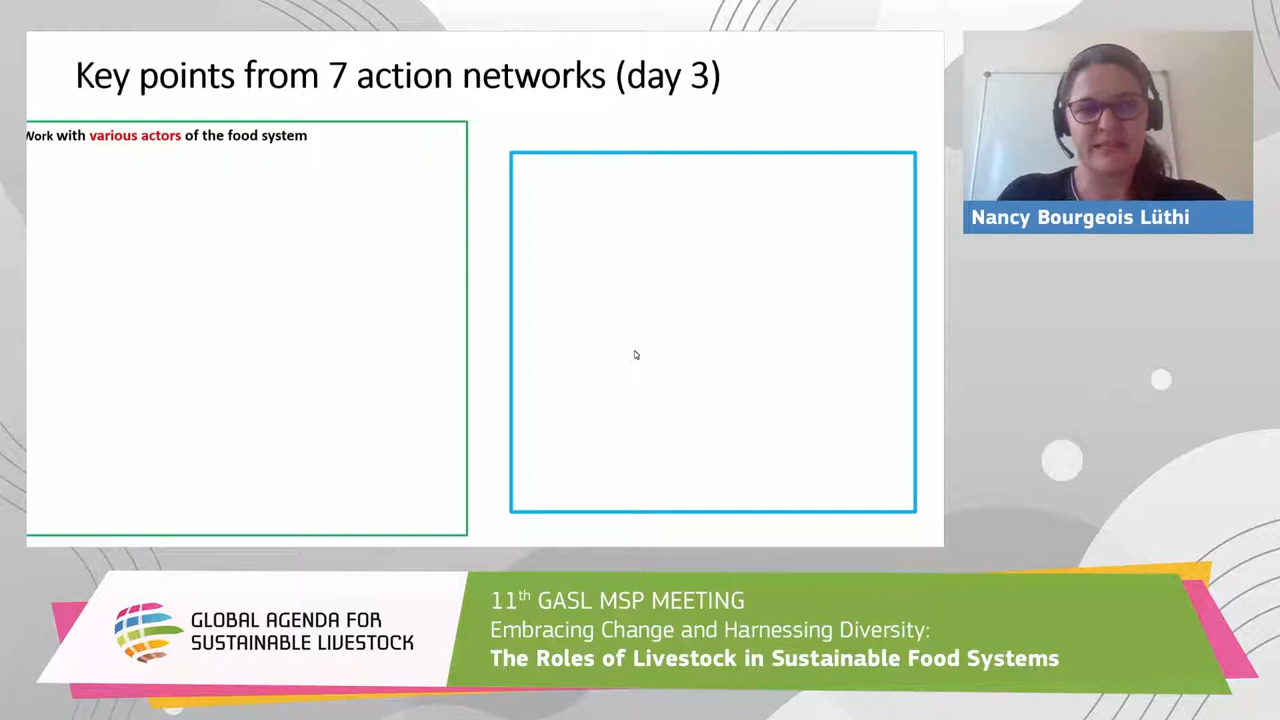 Key points from 7 action networks (day 3)
Work with various actors of the food system
Nancy Bourgeois Lüthi
GLOBAL AGENDA FOR
SUSTAINABLE LIVESTOCK
11th GASL MSP MEETING
Embracing Change and Harnessing Diversity:
The Roles of Livestock in Sustainable Food Systems